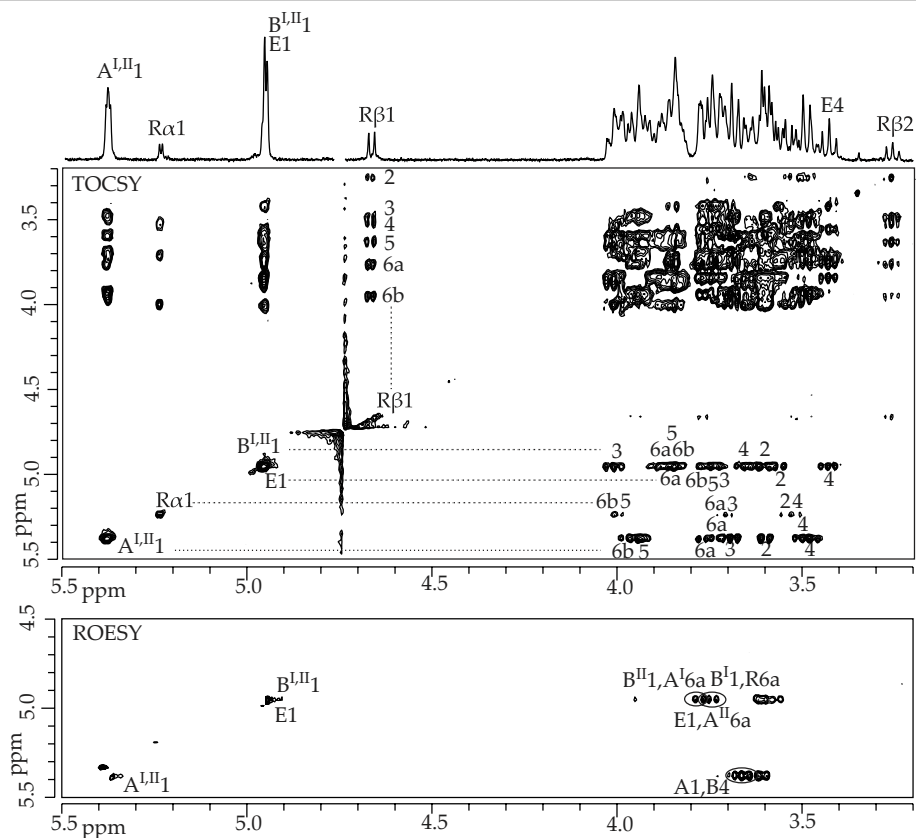 B^I,II1
E1
A^I,II1
Rα1
Rβ1
E4
Rβ2
TOCSY
2
3
4
5
6a
6b
3.5
4.0
4.5
5.0
5.5
ppm
Rβ1
B^I,II1
E1
Rα1
A^I,II1
5
3 6a6b 4 2
6a 6b53 2 4
6b5 6a3 24
6a 4
6b 5 6a 3 2 4
5.5 ppm 5.0 4.5 4.0 3.5
ROESY
4.5
5.0
5.5
ppm
B^I,II1
E1
A^I,II1
B^II1,A^I6a B^I1,R6a
E1,A^II6a
A1,B4
5.5 ppm 5.0 4.5 4.0 3.5